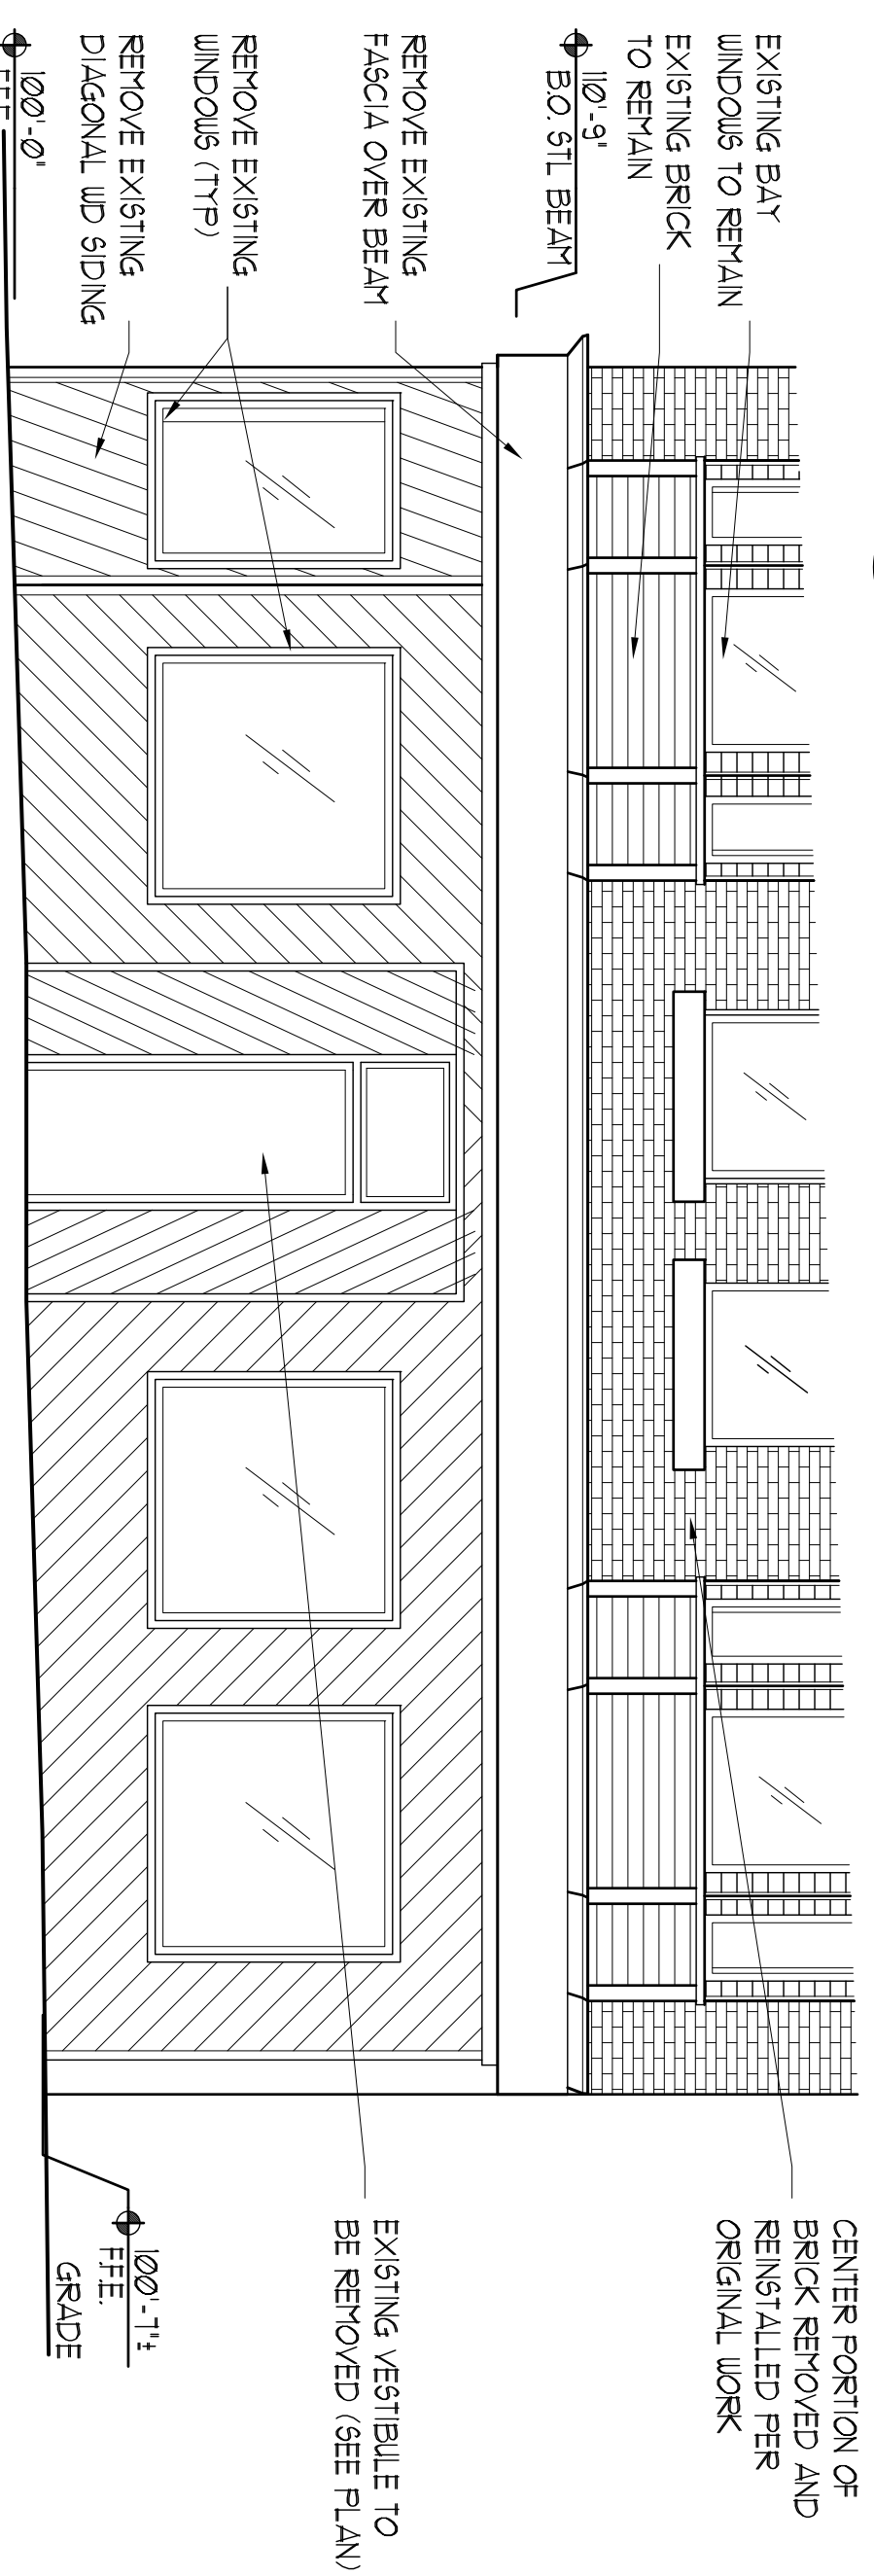 EXISTING BAY
WINDOWS TO REMAIN
EXISTING BRICK
TO REMAIN
110'-9"
B.O. STL BEAM
REMOVE EXISTING
FASCIA OVER BEAM
REMOVE EXISTING
WINDOWS (TYP)
REMOVE EXISTING
DIAGONAL WD SIDING
100'-0"
F.F.E.
CENTER PORTION OF
BRICK REMOVED AND
REINSTALLED PER
ORIGINAL WORK
EXISTING VESTIBULE TO
BE REMOVED (SEE PLAN)
100'-7"±
F.F.E.
GRADE